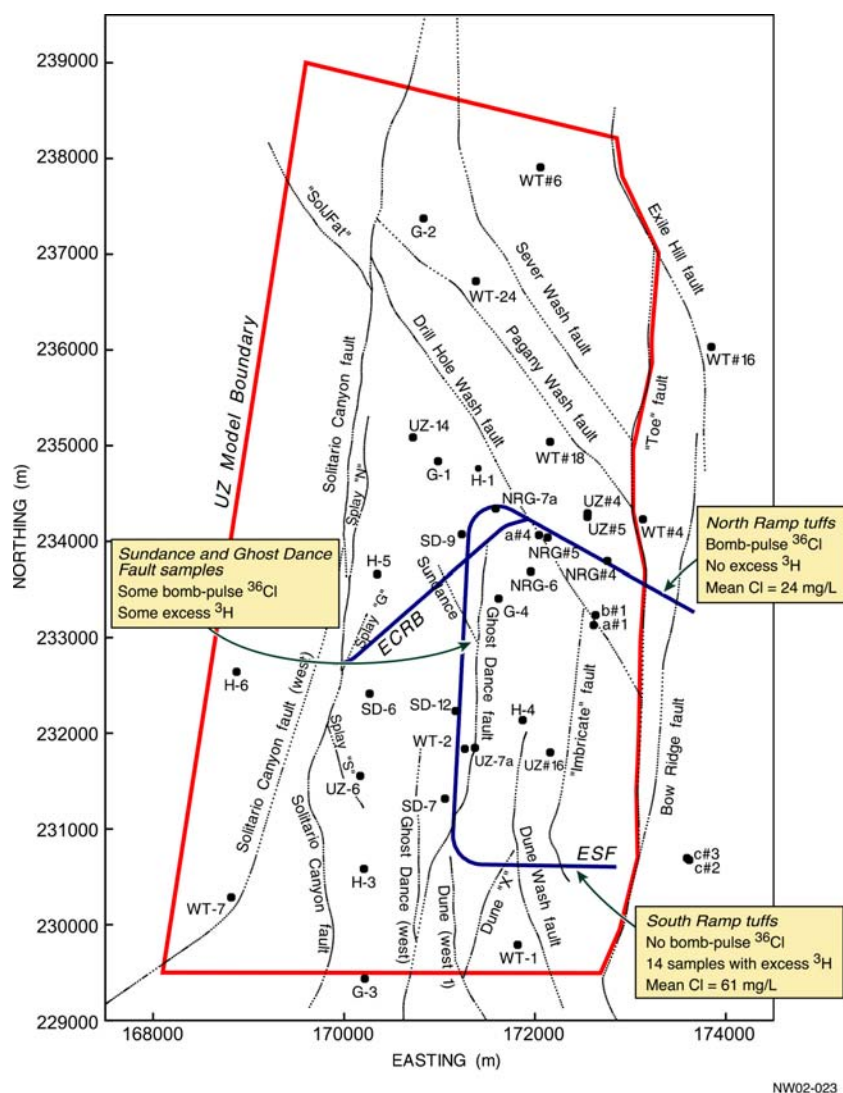 239000
238000
237000
236000
235000
234000
233000
232000
231000
230000
229000
NORTHING (m)
168000
170000
172000
174000
EASTING (m)
UZ Model Boundary
"SolJFat"
G-2
WT#6
WT-24
Sever Wash fault
Pagany Wash fault
Drill Hole Wash fault
Exile Hill fault
WT#16
"Toe" fault
Solitario Canyon fault
Splay "N"
UZ-14
G-1
H-1
WT#18
NRG-7a
UZ#4
UZ#5
WT#4
SD-9
a#4
NRG#5
NRG-6
NRG#4
North Ramp tuffs
Bomb-pulse 36Cl
No excess 3H
Mean Cl = 24 mg/L
Sundance and Ghost Dance
Fault samples
Some bomb-pulse 36Cl
Some excess 3H
H-5
Splay "G"
ECRB
Sundance
G-4
b#1
a#1
Ghost Dance fault
H-6
Solitario Canyon fault (west)
SD-6
SD-12
H-4
WT-2
UZ-7a
UZ#16
"Imbricate" fault
Bow Ridge fault
Splay "S"
UZ-6
SD-7
Solitario Canyon fault
Ghost Dance (west)
ESF
c#3
c#2
H-3
WT-7
Dune (west 1)
Dune "X"
Dune Wash fault
WT-1
G-3
South Ramp tuffs
No bomb-pulse 36Cl
14 samples with excess 3H
Mean Cl = 61 mg/L
NW02-023